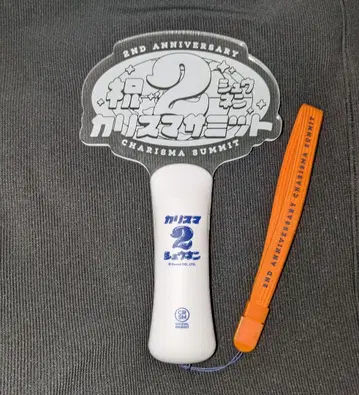 2ND ANNIVERSARY
祝2シュウネン
カリスマサミット
CHARISMA SUMMIT
カリスマ
2
シュウネン
2ND ANNIVERSARY CHARISMA SUMMIT